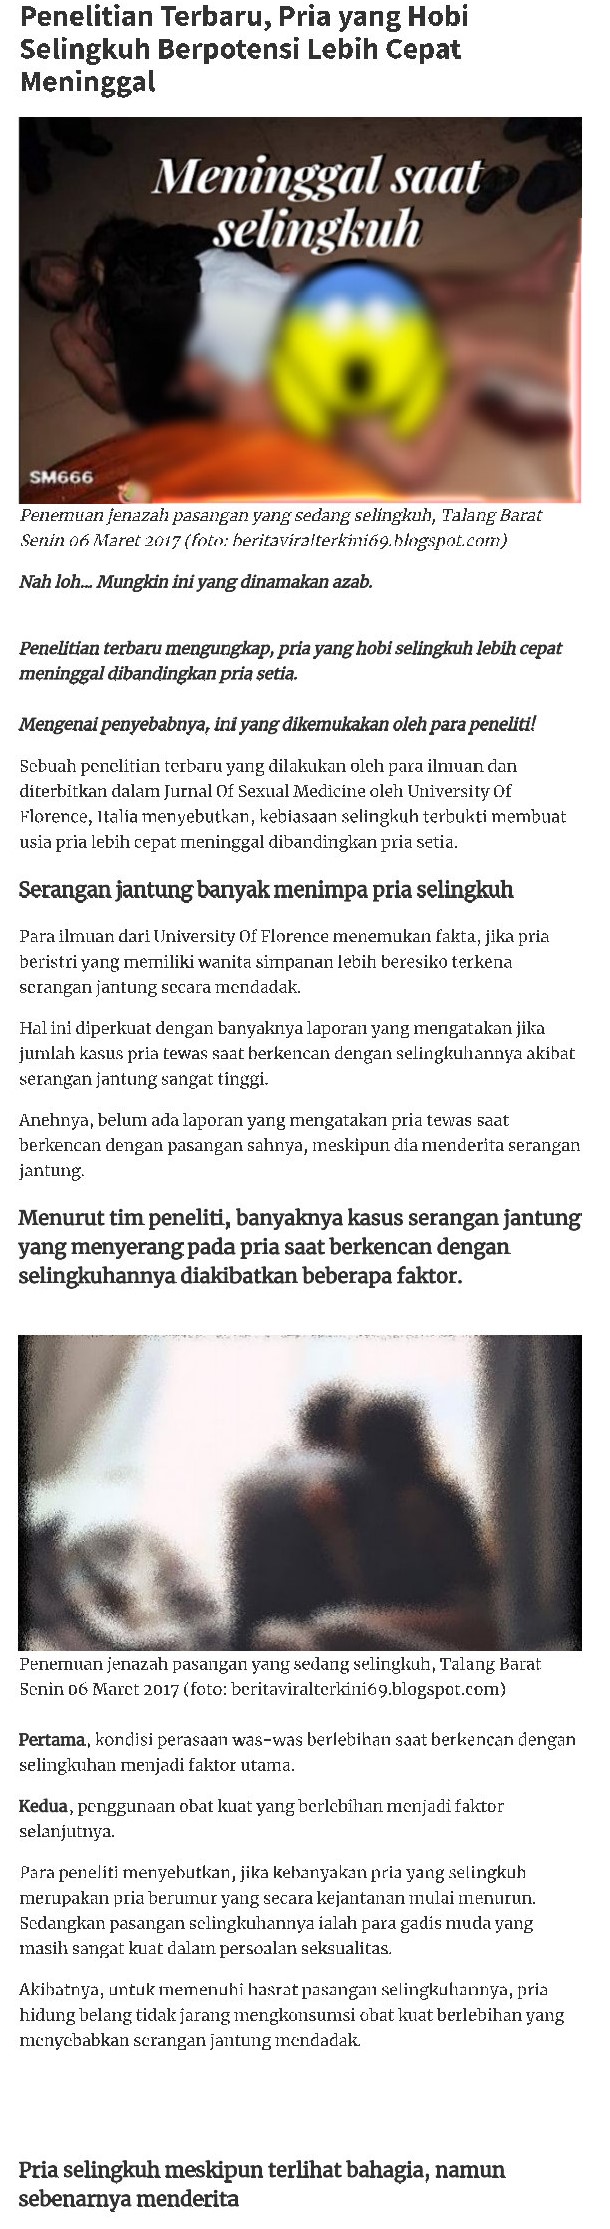 Penelitian Terbaru, Pria yang Hobi
Selingkuh Berpotensi Lebih Cepat
Meninggal
Meninggal saat
selingkuh
SM666
Penemuan jenazah pasangan yang sedang selingkuh, Talang Barat
Senin 06 Maret 2017 (foto: beritaviralterkini69.blogspot.com)
Nah loh... Mungkin ini yang dinamakan azab.
Penelitian terbaru mengungkap, pria yang hobi selingkuh lebih cepat
meninggal dibandingkan pria setia.
Mengenai penyebabnya, ini yang dikemukakan oleh para peneliti!
Sebuah penelitian terbaru yang dilakukan oleh para ilmuan dan
diterbitkan dalam Jurnal Of Sexual Medicine oleh University Of
Florence, Italia menyebutkan, kebiasaan selingkuh terbukti membuat
usia pria lebih cepat meninggal dibandingkan pria setia.
Serangan jantung banyak menimpa pria selingkuh
Para ilmuan dari University Of Florence menemukan fakta, jika pria
beristri yang memiliki wanita simpanan lebih beresiko terkena
serangan jantung secara mendadak.
Hal ini diperkuat dengan banyaknya laporan yang mengatakan jika
jumlah kasus pria tewas saat berkencan dengan selingkuhannya akibat
serangan jantung sangat tinggi.
Anehnya, belum ada laporan yang mengatakan pria tewas saat
berkencan dengan pasangan sahnya, meskipun dia menderita serangan
jantung.
Menurut tim peneliti, banyaknya kasus serangan jantung
yang menyerang pada pria saat berkencan dengan
selingkuhannya diakibatkan beberapa faktor.
Penemuan jenazah pasangan yang sedang selingkuh, Talang Barat
Senin 06 Maret 2017 (foto: beritaviralterkini69.blogspot.com)
Pertama, kondisi perasaan was-was berlebihan saat berkencan dengan
selingkuhan menjadi faktor utama.
Kedua, penggunaan obat kuat yang berlebihan menjadi faktor
selanjutnya.
Para peneliti menyebutkan, jika kebanyakan pria yang selingkuh
merupakan pria berumur yang secara kejantanan mulai menurun.
Sedangkan pasangan selingkuhannya ialah para gadis muda yang
masih sangat kuat dalam persoalan seksualitas.
Akibatnya, untuk memenuhi hasrat pasangan selingkuhannya, pria
hidung belang tidak jarang mengkonsumsi obat kuat berlebihan yang
menyebabkan serangan jantung mendadak.
Pria selingkuh meskipun terlihat bahagia, namun
sebenarnya menderita